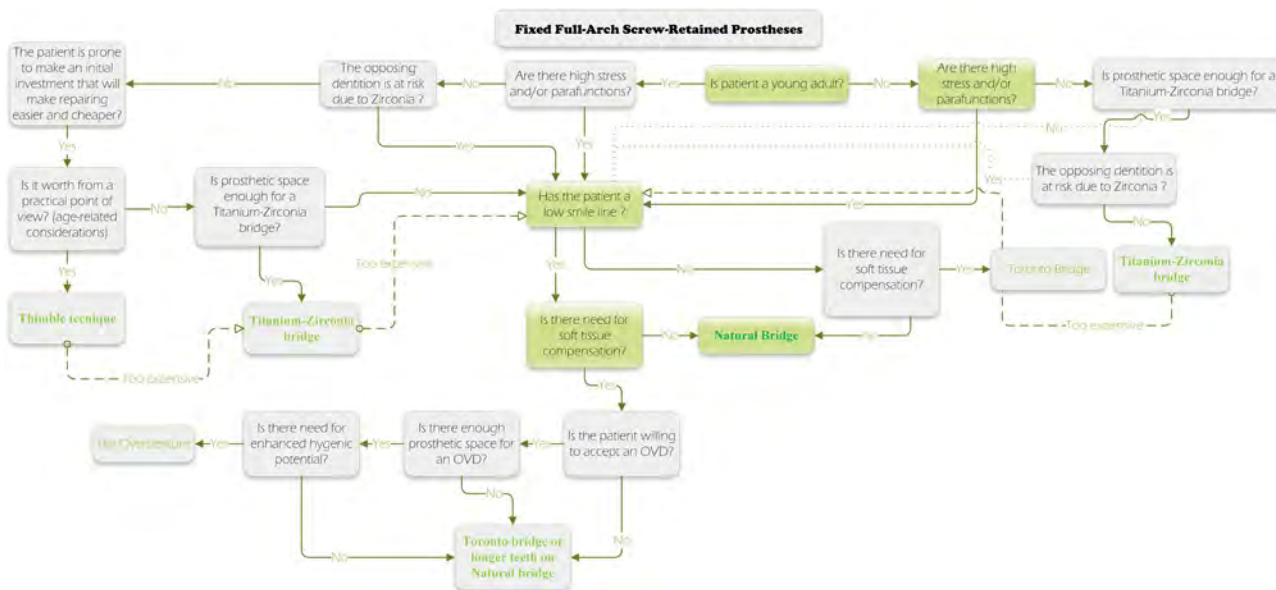 Fixed Full-Arch Screw-Retained Prostheses
The patient is prone
to make an initial
investment that will
make repairing
easier and cheaper?
No
The opposing
dentition is at risk
due to Zirconia ?
No
Are there high stress
and/or parafunctions?
Yes
Is patient a young adult?
No
Are there high
stress and/or
parafunctions?
No
Is prosthetic space enough for a
Titanium-Zirconia bridge?
Yes
Yes
Yes
No
Yes
Is it worth from a
practical point of
view? (age-related
considerations)
No
Is prosthetic space
enough for a
Titanium-Zirconia
bridge?
No
Has the patient a
low smile line ?
Yes
Yes
The opposing dentition is
at risk due to Zirconia ?
Yes
Yes
Too expensive
Yes
No
Is there need for
soft tissue
compensation?
Yes
Toronto Bridge
No
Titanium-Zirconia
bridge
Thimble tecnique
Titanium-Zirconia
bridge
Is there need for
soft tissue
compensation?
No
Natural Bridge
No
Too expensive
Too expensive
Yes
Is there need for
enhanced hygenic
potential?
Yes
Is there enough
prosthetic space for
an OVD?
Yes
Is the patient willing
to accept an OVD?
No
No
No
Toronto bridge or
longer teeth on
Natural bridge